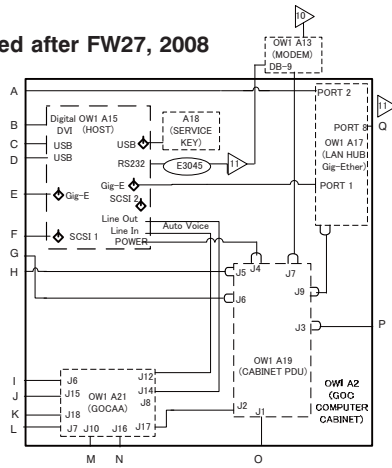 ed after FW27, 2008
10
OW1 A13
(MODEM)
DB-9
A
B
C
D
E
F
G
H
I
J
K
L
Digital OW1 A15
DVI (HOST)
USB
USB
USB
A18
(SERVICE
KEY)
RS232
E3045
11
Gig-E
Gig-E
SCSI 2
SCSI 1
Line Out
Line In
Auto Voice
POWER
PORT 2
PORT 8
OW1 A17
(LAN HUB
Gig-Ether)
PORT 1
11
Q
J5
J4
J7
J6
J9
J3
P
OW1 A19
(CABINET PDU)
J2
J1
OW1 A2
(GOC
COMPUTER
CABINET)
J6
J12
J15
OW1 A21
(GOCAA)
J14
J8
J18
J7
J10
J16
J17
M
N
O